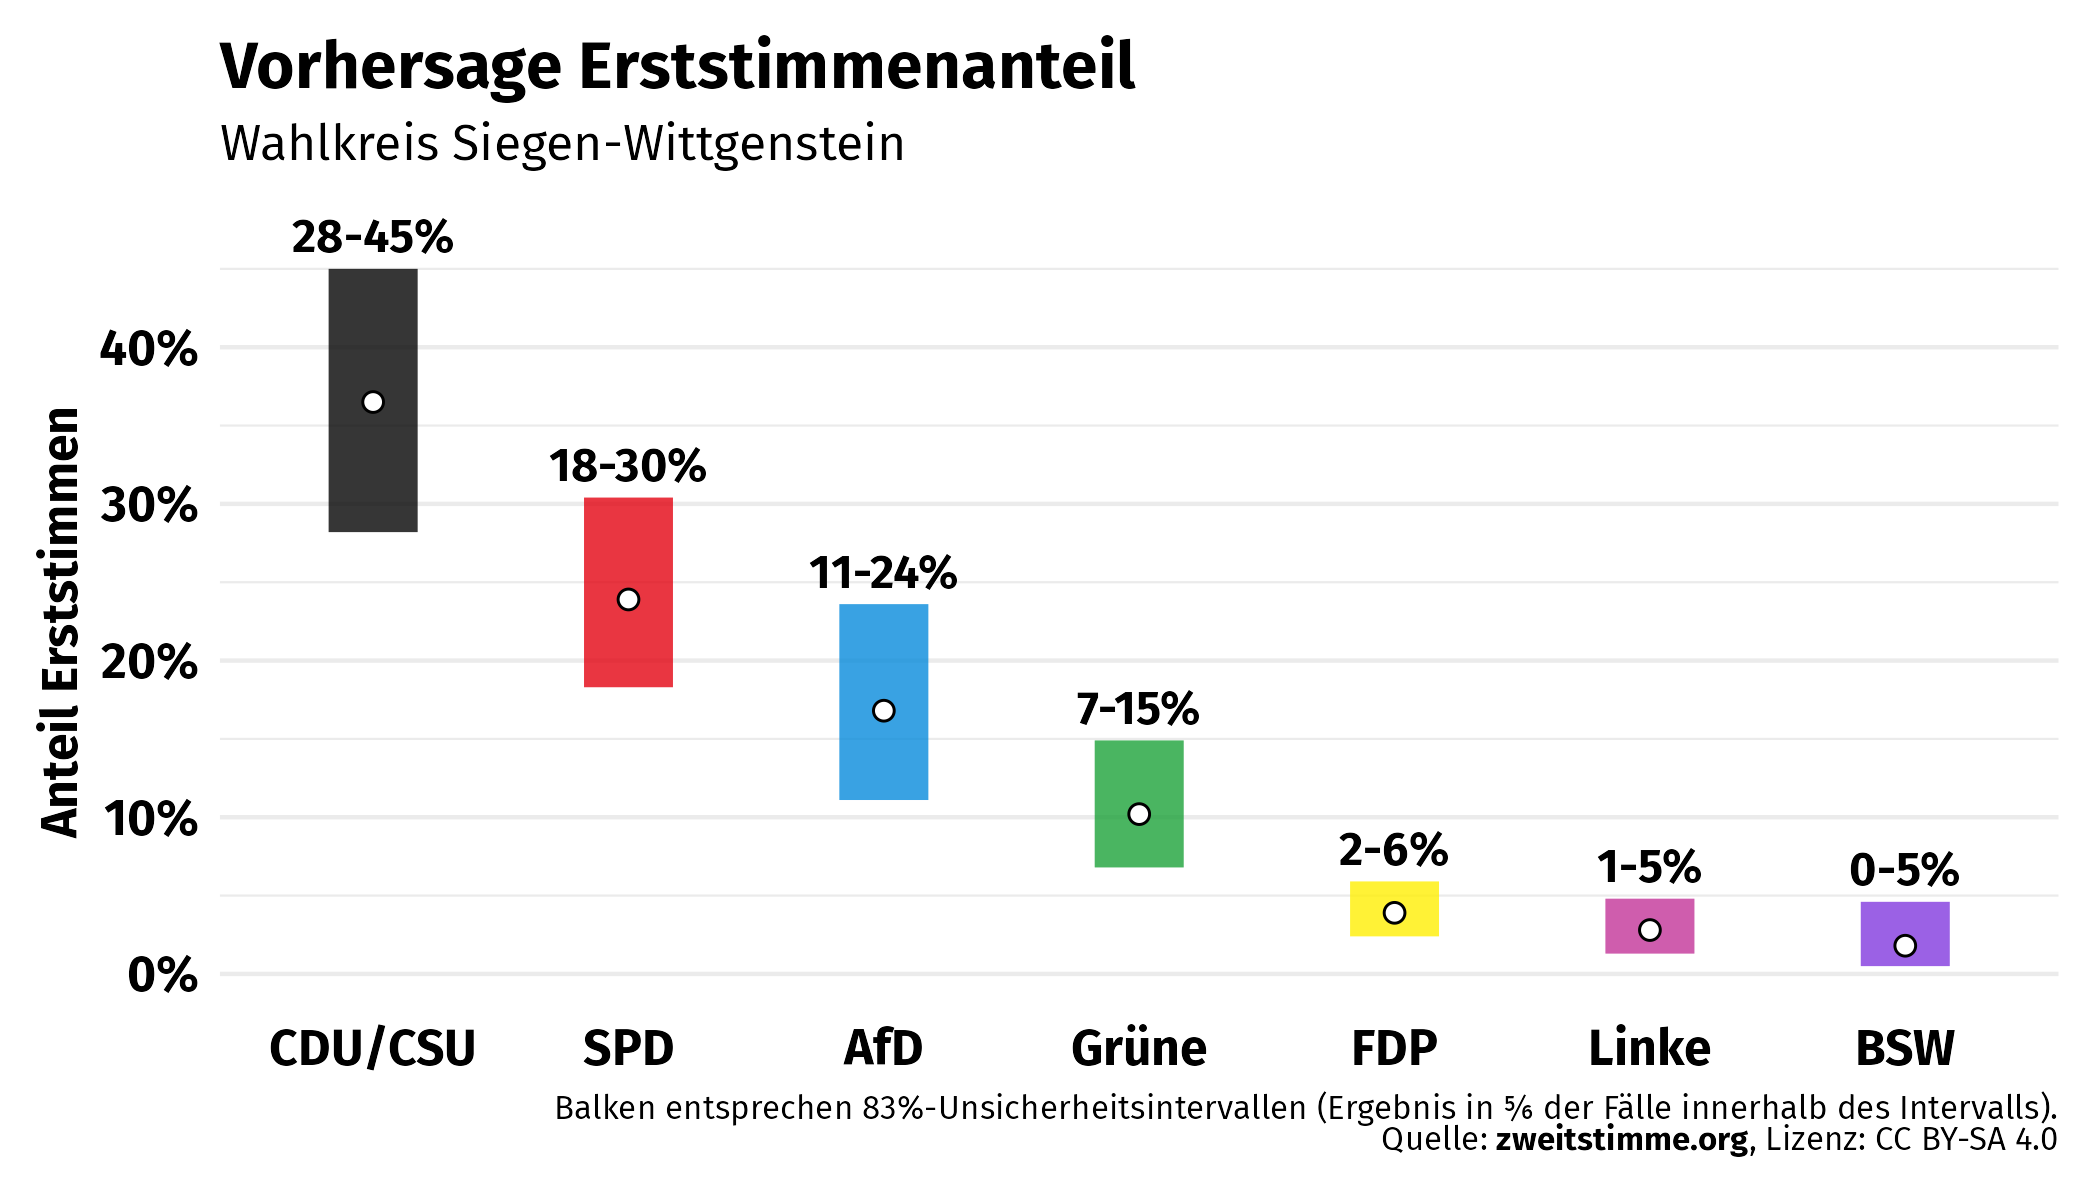 Vorhersage Erststimmenanteil
Wahlkreis Siegen-Wittgenstein
28-45%
18-30%
11-24%
7-15%
2-6%
1-5%
0-5%
40%
30%
20%
10%
0%
Anteil Erststimmen
CDU/CSU SPD AfD Grüne FDP Linke BSW
Balken entsprechen 83%-Unsicherheitsintervallen (Ergebnis in ⅚ der Fälle innerhalb des Intervalls).
Quelle: zweitstimme.org, Lizenz: CC BY-SA 4.0